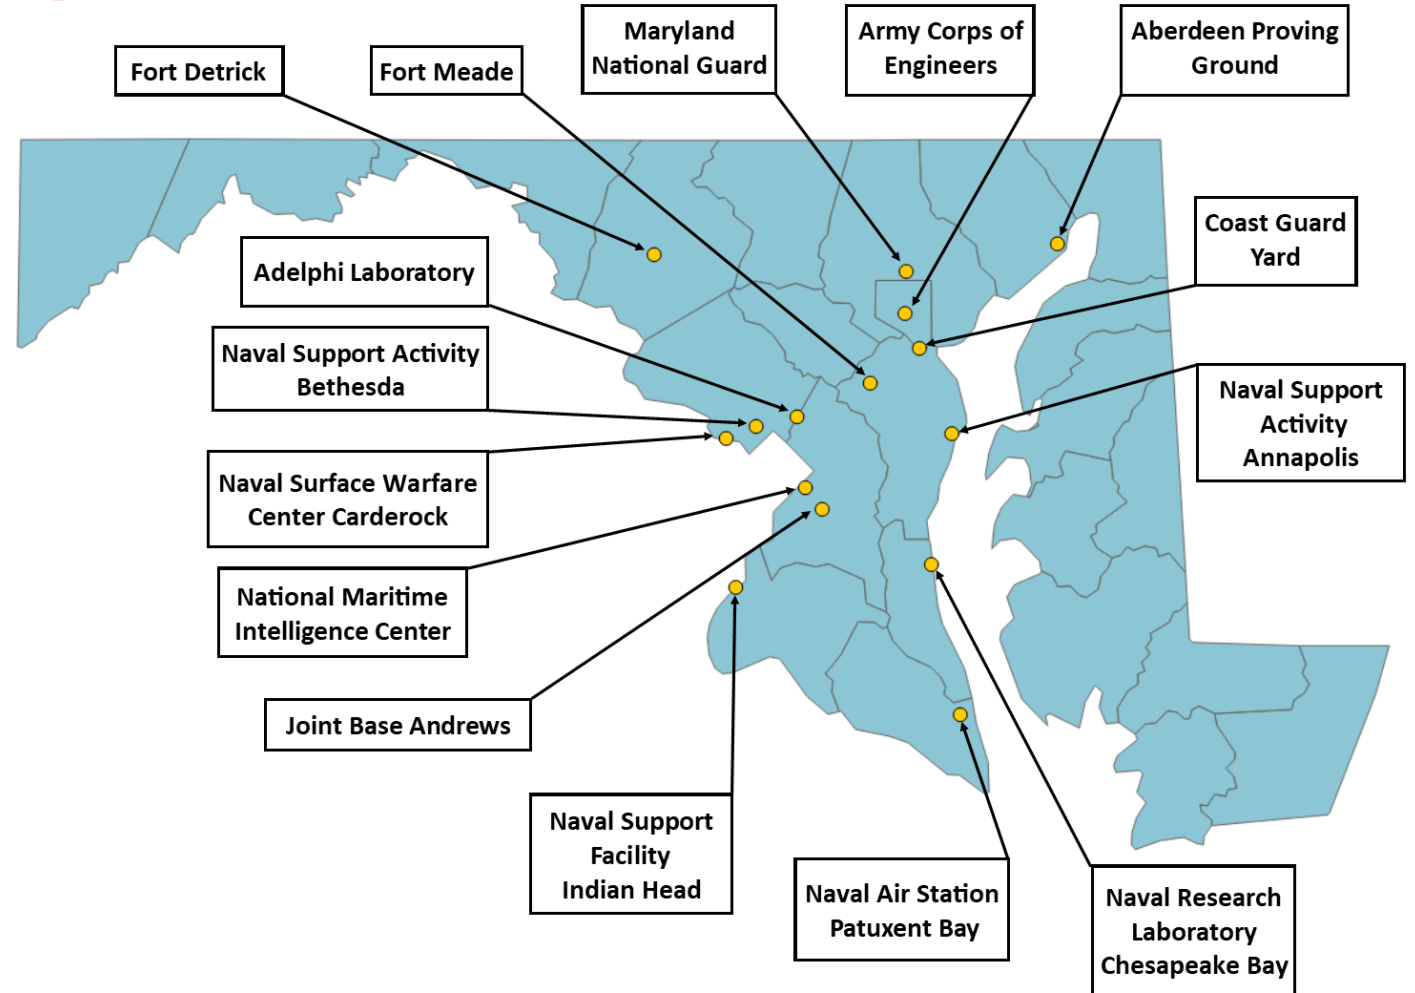 Maryland
National Guard
Army Corps of
Engineers
Aberdeen Proving
Ground
Fort Detrick
Fort Meade
Coast Guard
Yard
Adelphi Laboratory
Naval Support Activity
Bethesda
Naval Support
Activity
Annapolis
Naval Surface Warfare
Center Carderock
National Maritime
Intelligence Center
Joint Base Andrews
Naval Support
Facility
Indian Head
Naval Air Station
Patuxent Bay
Naval Research
Laboratory
Chesapeake Bay